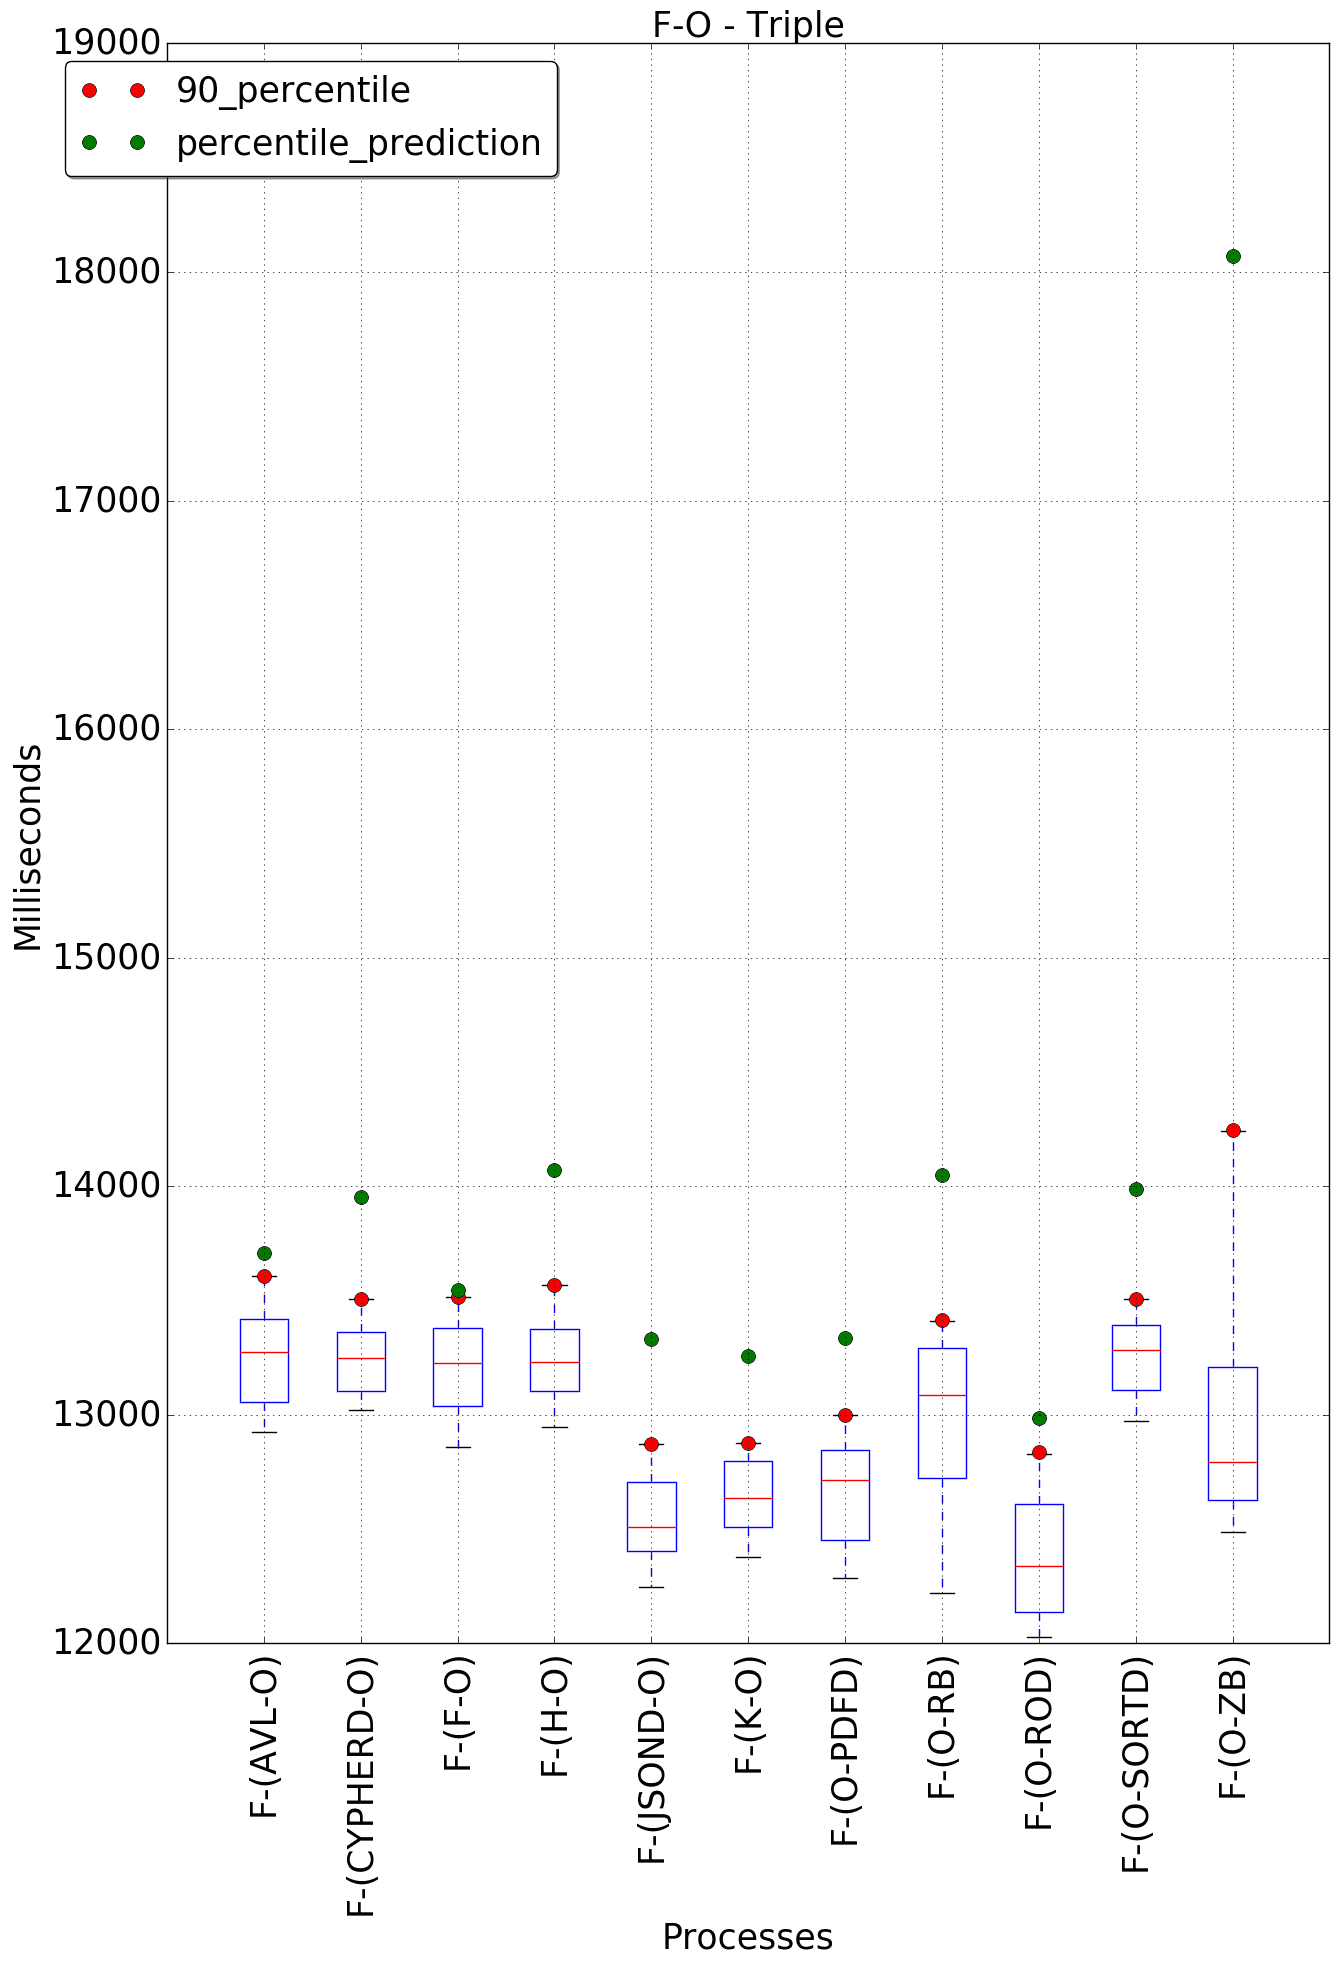 F-O - Triple
90_percentile
percentile_prediction
19000
18000
17000
16000
15000
14000
13000
12000
Milliseconds
F-(AVL-O)
F-(CYPHERD-O)
F-(F-O)
F-(H-O)
F-(JSOND-O)
F-(K-O)
F-(O-PDFD)
F-(O-RB)
F-(O-ROD)
F-(O-SORTD)
F-(O-ZB)
Processes